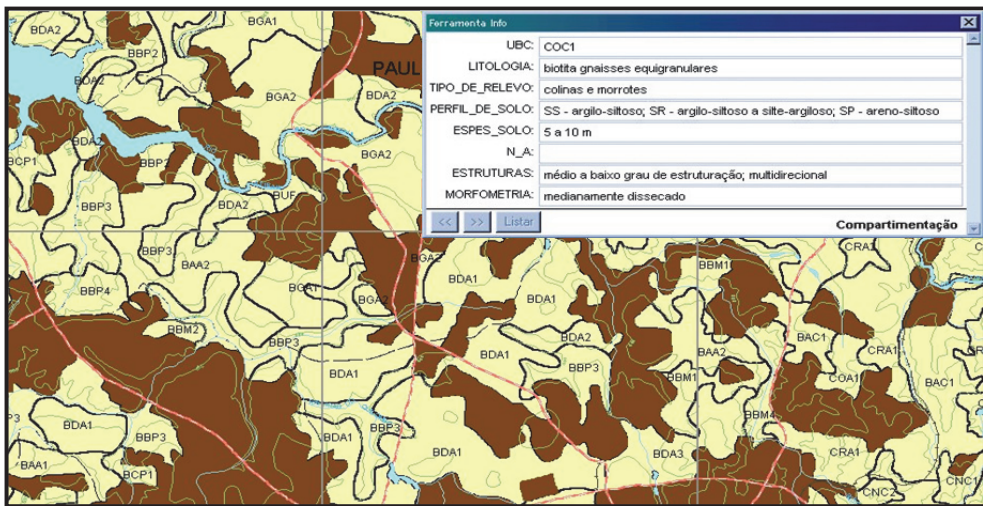 Ferramenta Info
UBC: COC1
LITOLOGIA: biotita gnaisses equigranulares
TIPO_DE_RELEVO: colinas e morrotes
PERFIL_DE_SOLO: SS - argilo-siltoso; SR - argilo-siltoso a silte-argiloso; SP - areno-siltoso
ESPES_SOLO: 5 a 10 m
N_A:
ESTRUTURAS: médio a baixo grau de estruturação; multidirecional
MORFOMETRIA: medianamente dissecado
<< >> Listar Compartimentação
BDA2 BGA1
BBP2
PAUL
BDA2
BGA2 BDA2
BDA2
BCP1 BBP2 BGA2
BUF
BBP3 BDA2
BBP3 BGA2 BBM1
BAA2 BDA1
BBP4 BGA1 BGA2 BDA1
BBM2 BBP3 BDA2 BAC1 CRA1
BDA1 BDA1 BAA2
BBP3 BBM1 COA1 BAC1
BDA1 BBP3 BDA1 BBP3 BBM4
BAA1 BCP1 BDA1 BDA3 CRA1
CNC2 CNC1